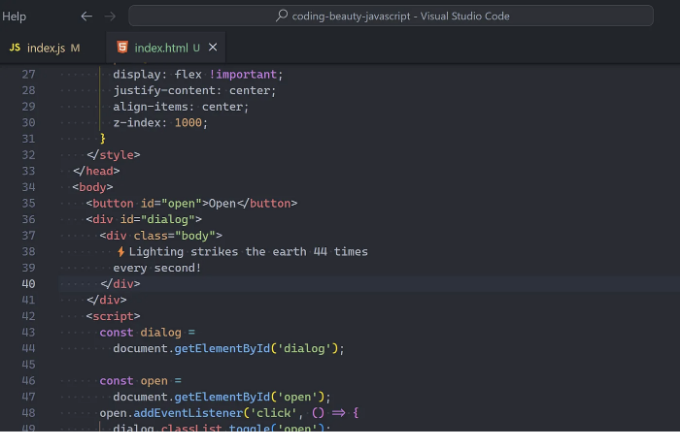 Help
coding-beauty-javascript - Visual Studio Code
JS index.js M
index.html U
27 display: flex !important;
28 justify-content: center;
29 align-items: center;
30 z-index: 1000;
31 }
32 </style>
33 </head>
34 <body>
35 <button id="open">Open</button>
36 <div id="dialog">
37 <div class="body">
38 ⚡Lighting strikes the earth 44 times
39 every second!
40 </div>
41 </div>
42 <script>
43 const dialog =
44 document.getElementById('dialog');
45
46 const open =
47 document.getElementById('open');
48 open.addEventListener('click', () => {
49 dialog.classList.toggle('open');